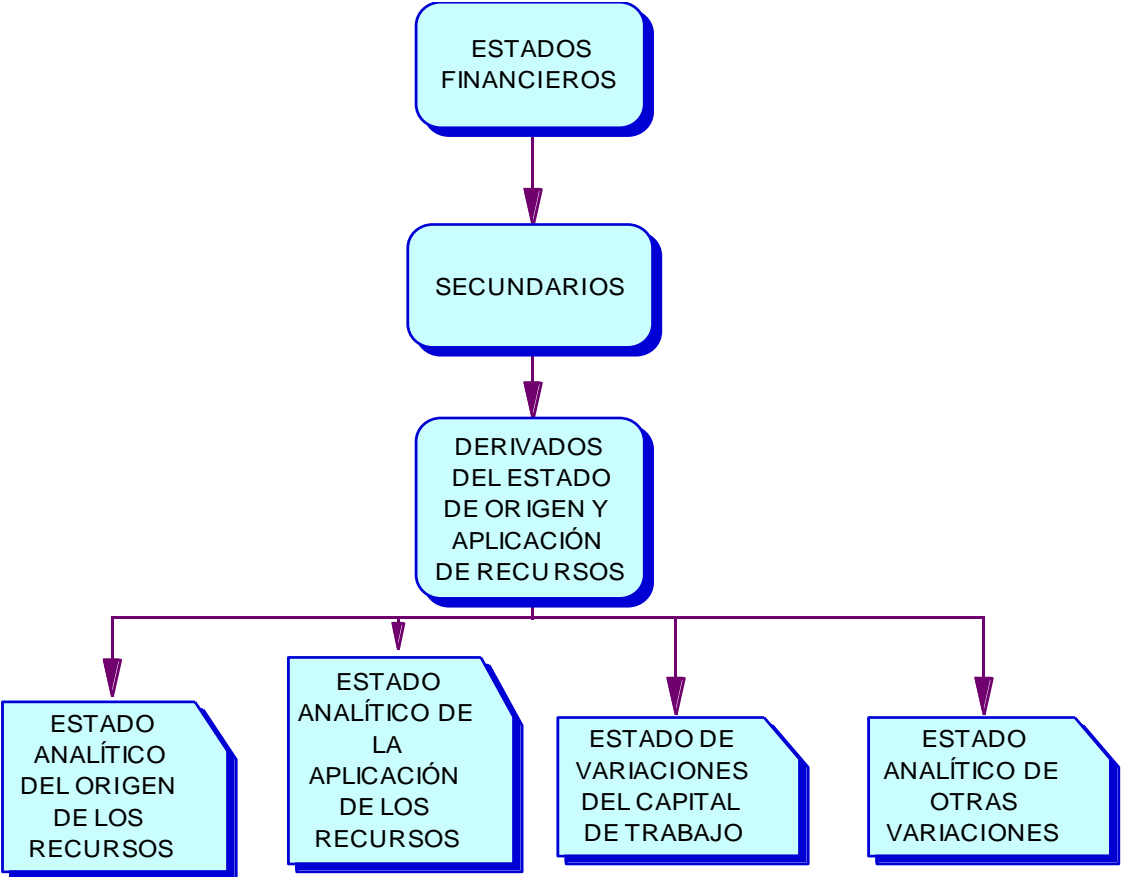 ESTADOS
FINANCIEROS
SECUNDARIOS
DERIVADOS
DEL ESTADO
DE ORIGEN Y
APLICACIÓN
DE RECURSOS
ESTADO
ANALÍTICO
DEL ORIGEN
DE LOS
RECURSOS
ESTADO
ANALÍTICO DE
LA
APLICACIÓN
DE LOS
RECURSOS
ESTADO DE
VARIACIONES
DEL CAPITAL
DE TRABAJO
ESTADO
ANALÍTICO DE
OTRAS
VARIACIONES